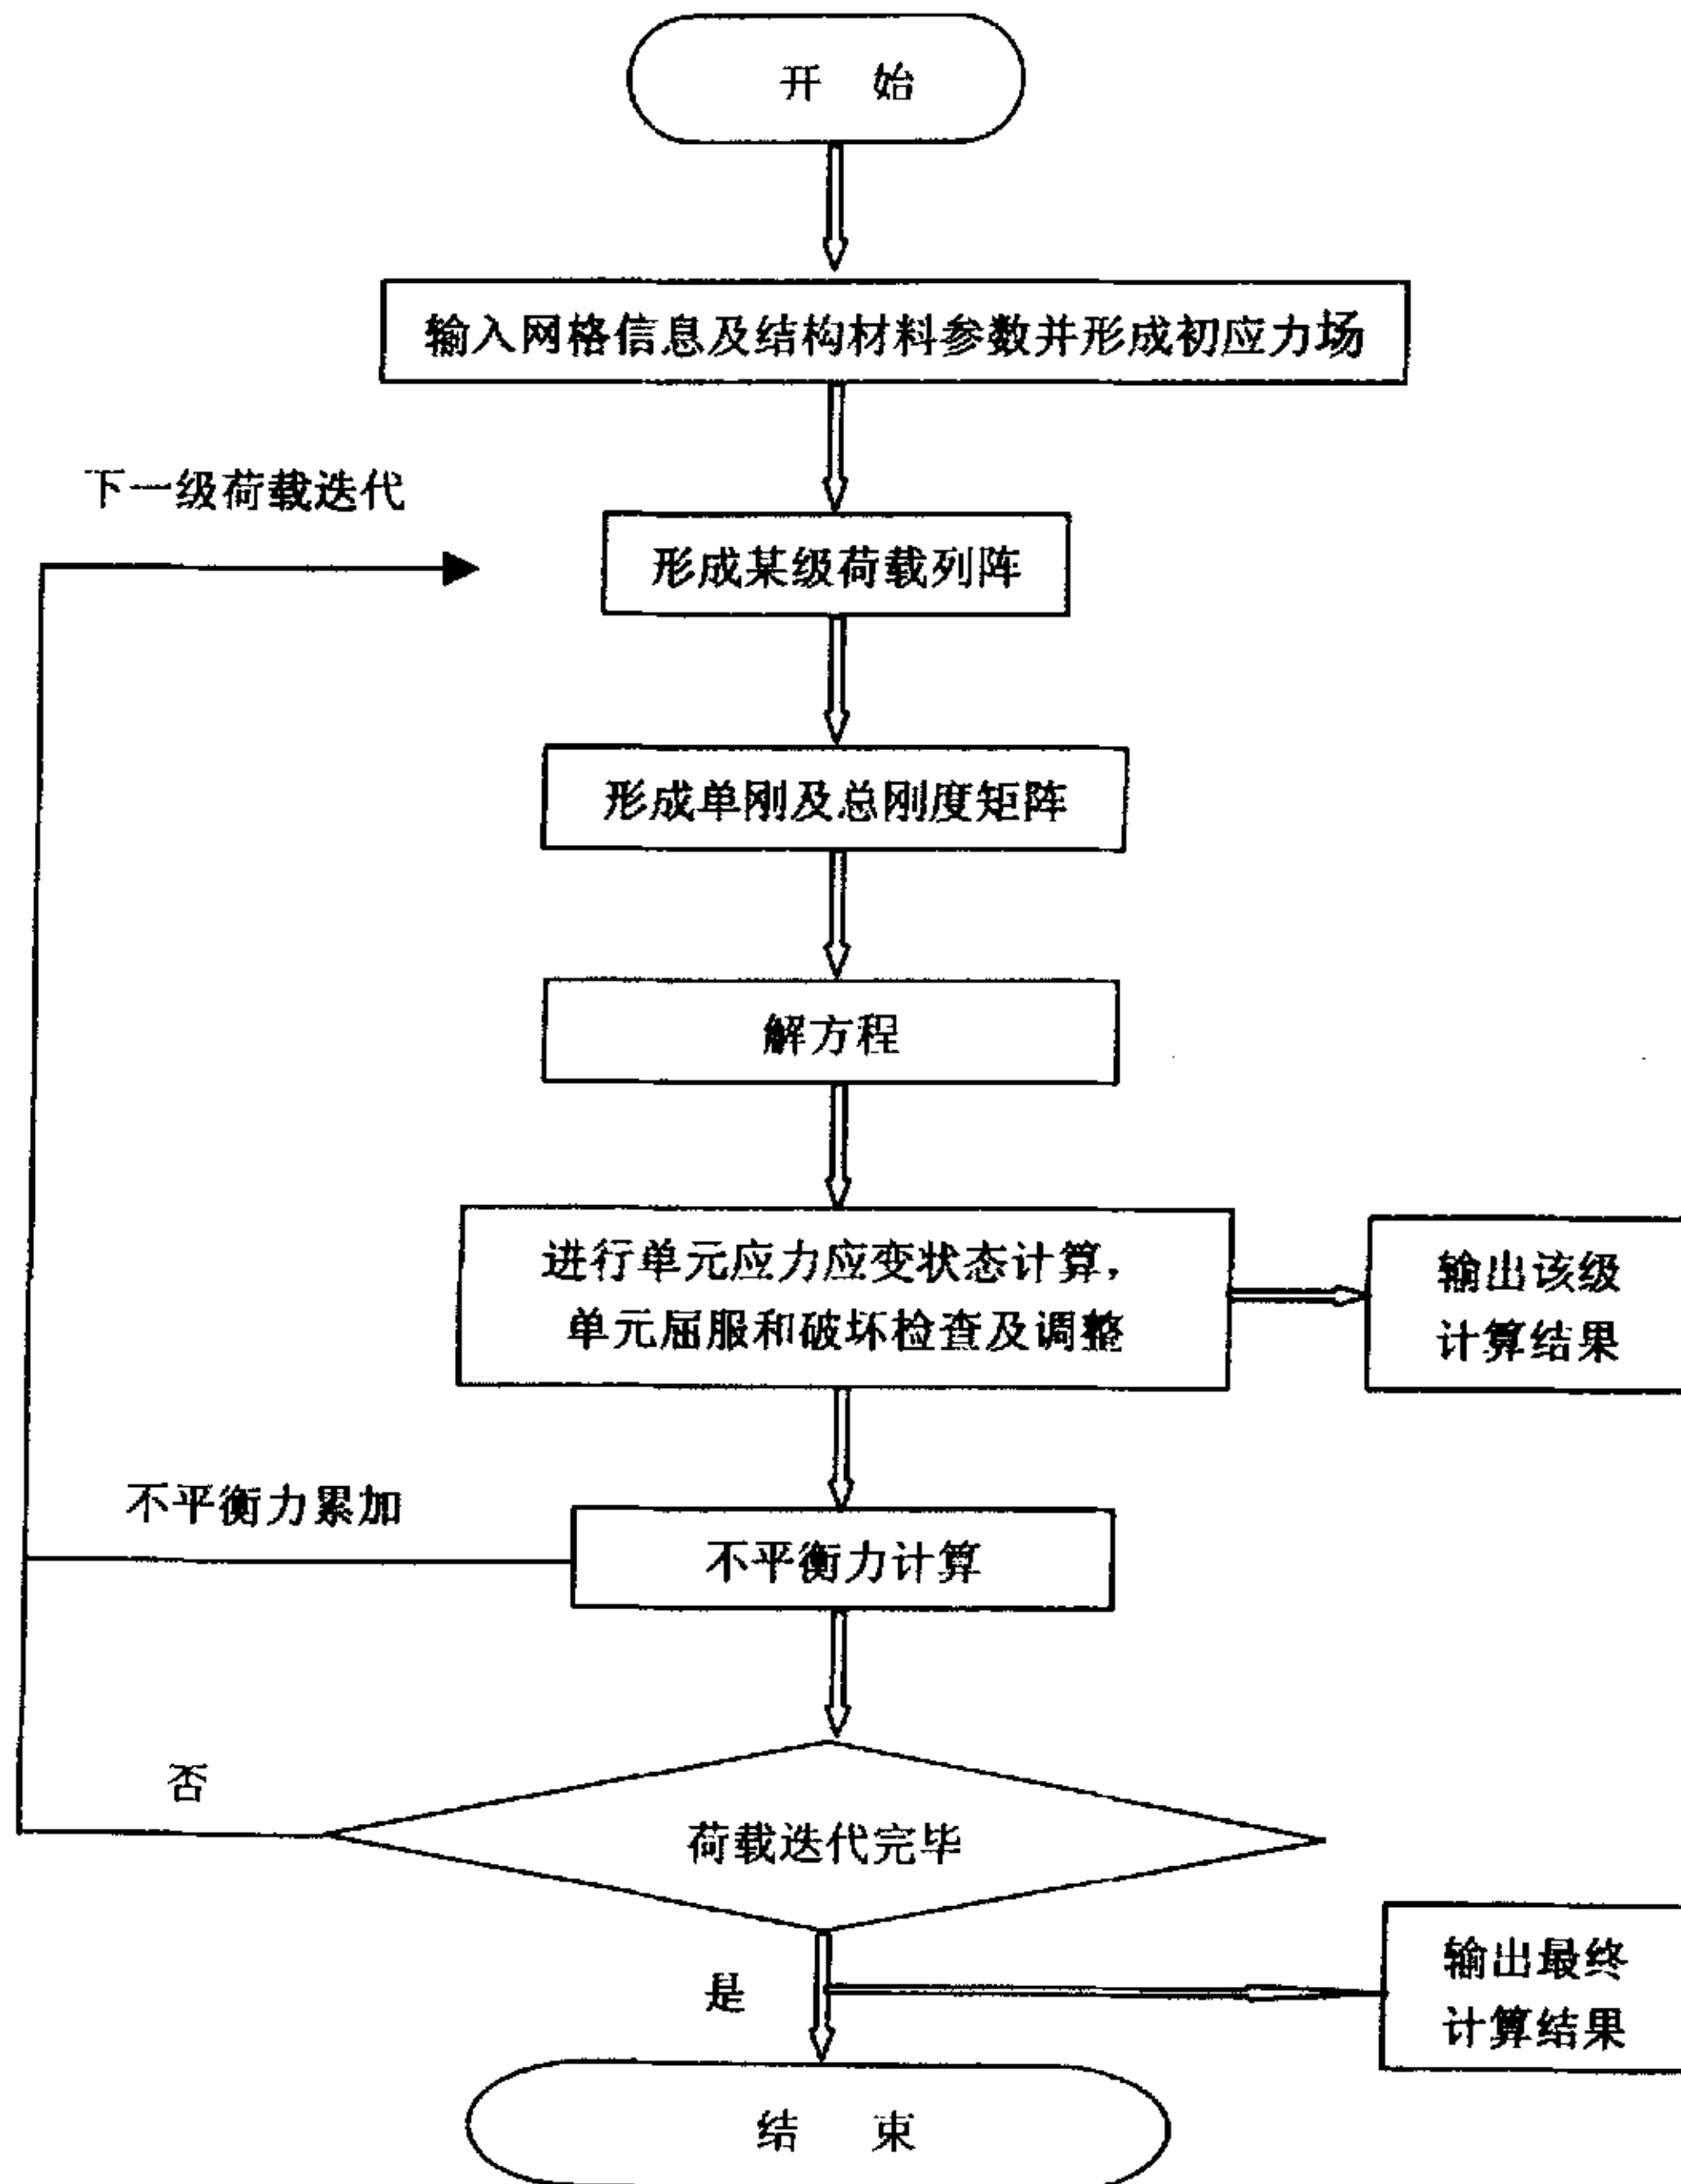 开 始
输入网格信息及结构材料参数并形成初应力场
下一级荷载迭代
形成某级荷载列阵
形成单刚及总刚度矩阵
解方程
进行单元应力应变状态计算，
单元屈服和破坏检查及调整
输出该级
计算结果
不平衡力累加
不平衡力计算
否
荷载迭代完毕
是
输出最终
计算结果
结 束